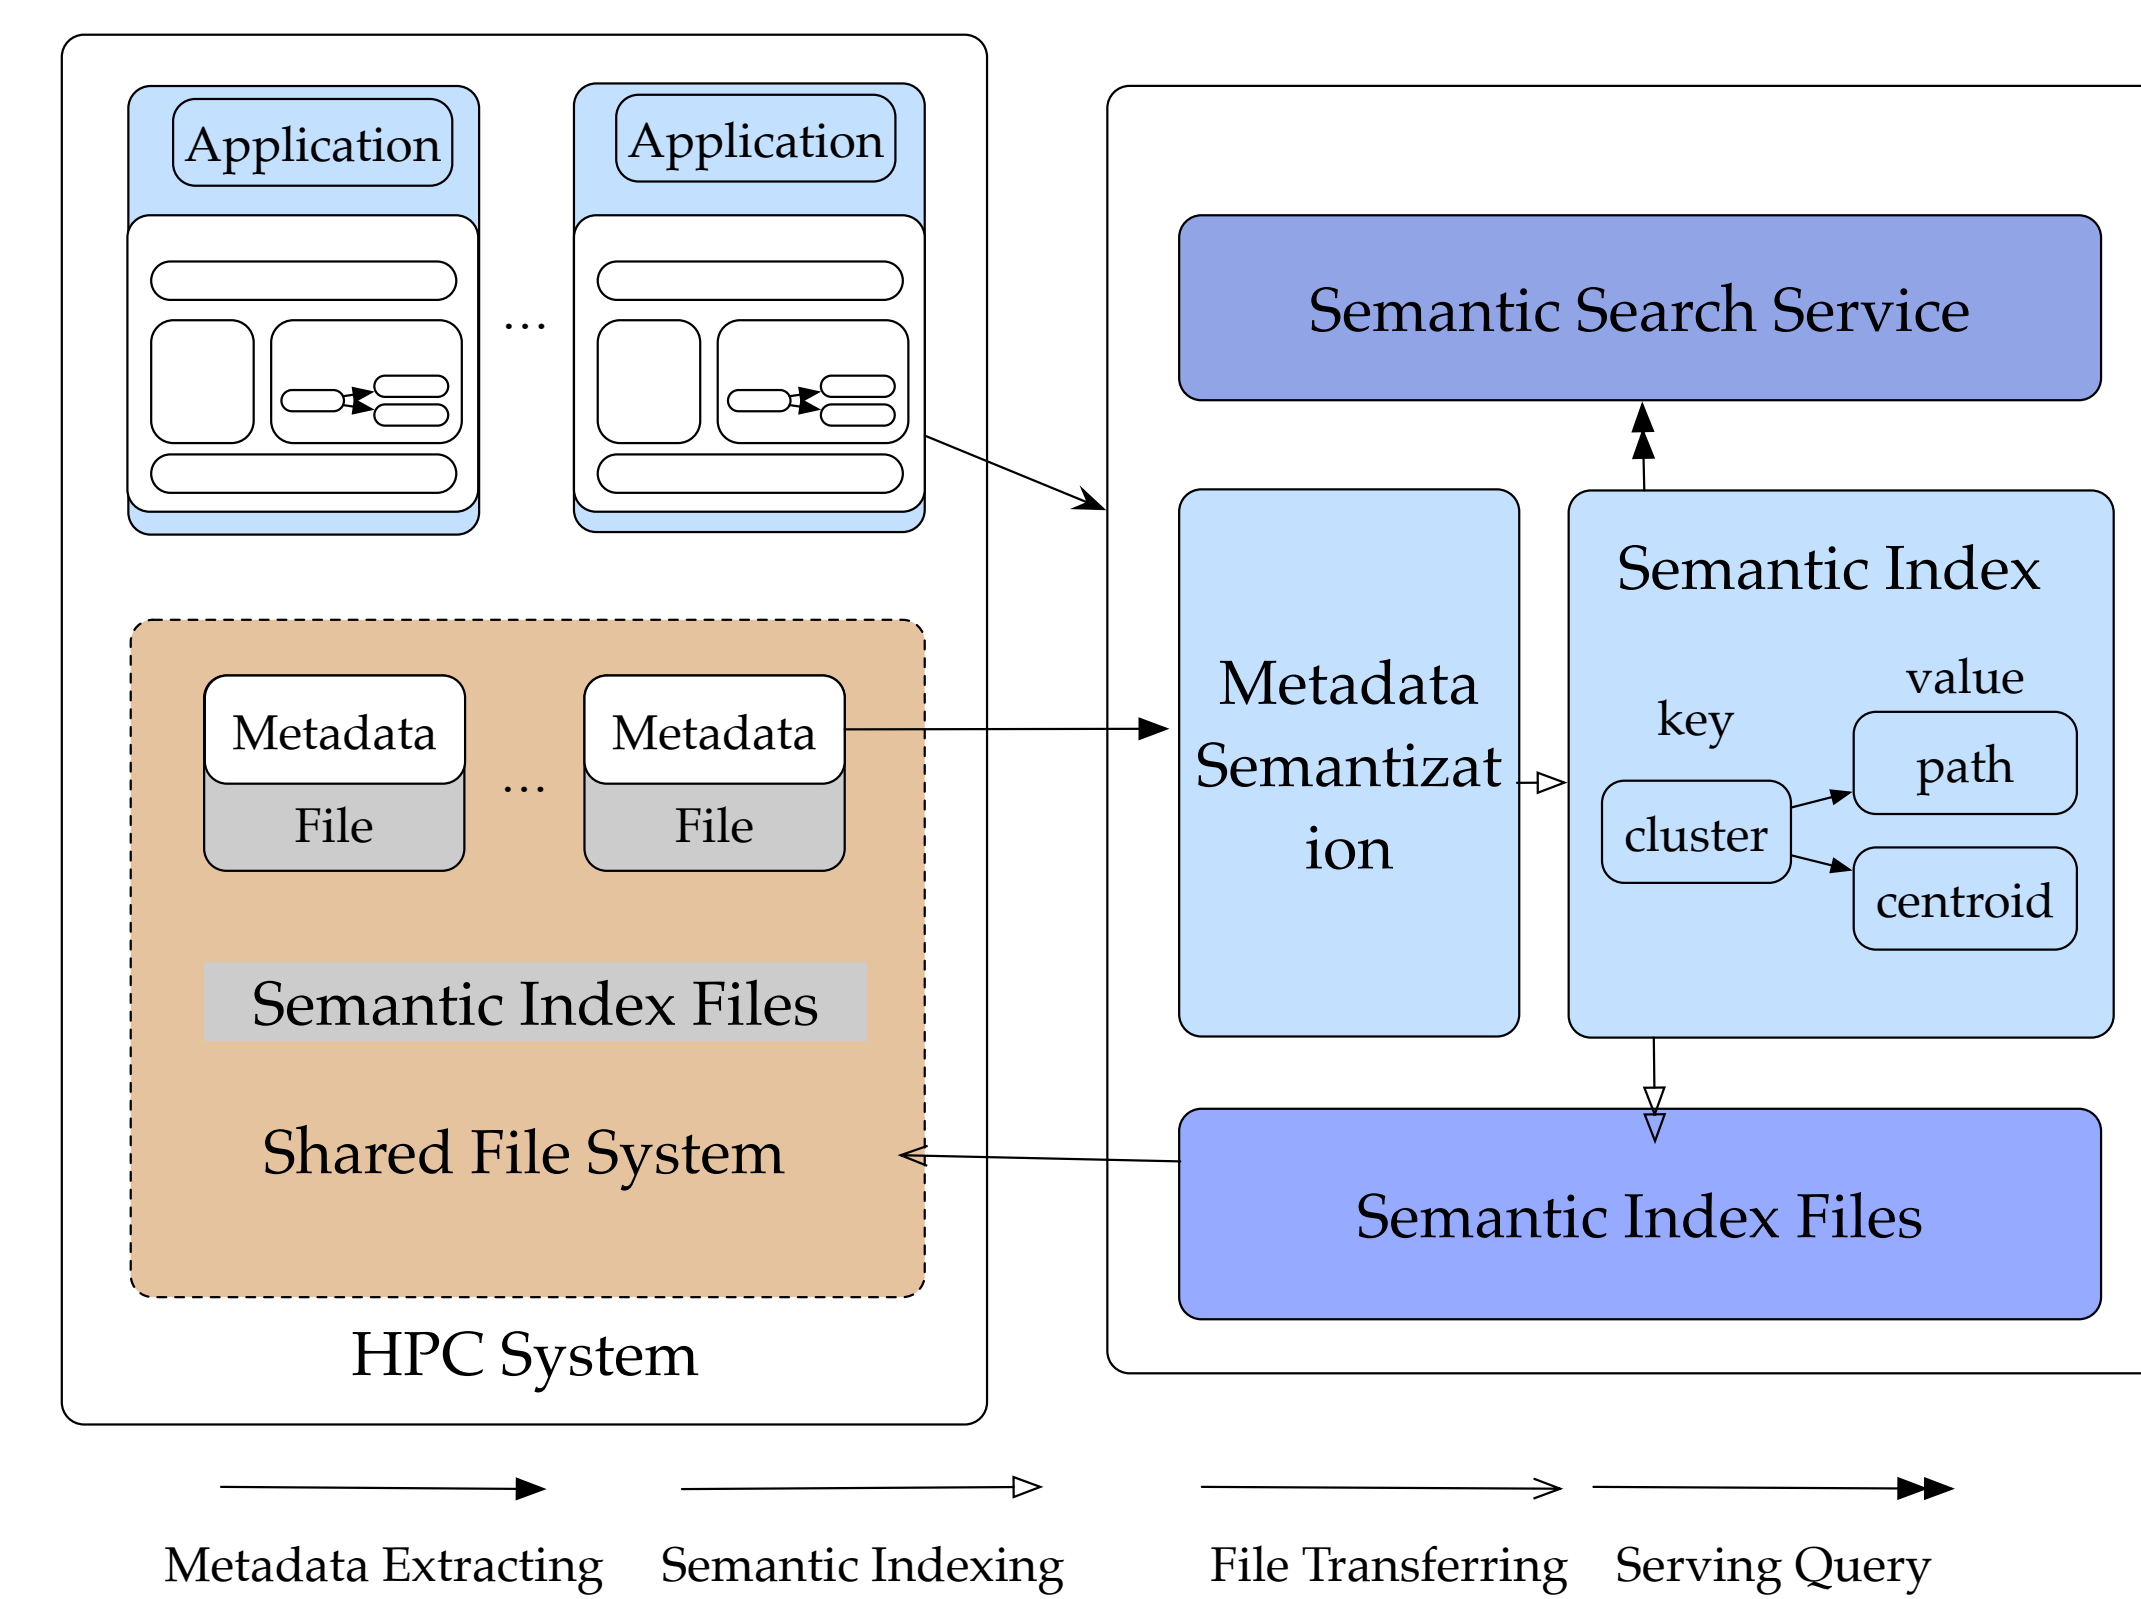 Application
Application
...
Metadata
File
...
Metadata
File
Semantic Index Files
Shared File System
HPC System
Semantic Search Service
Metadata
Semantizat
ion
Semantic Index
key
value
cluster
path
centroid
Semantic Index Files
Metadata Extracting
Semantic Indexing
File Transferring
Serving Query